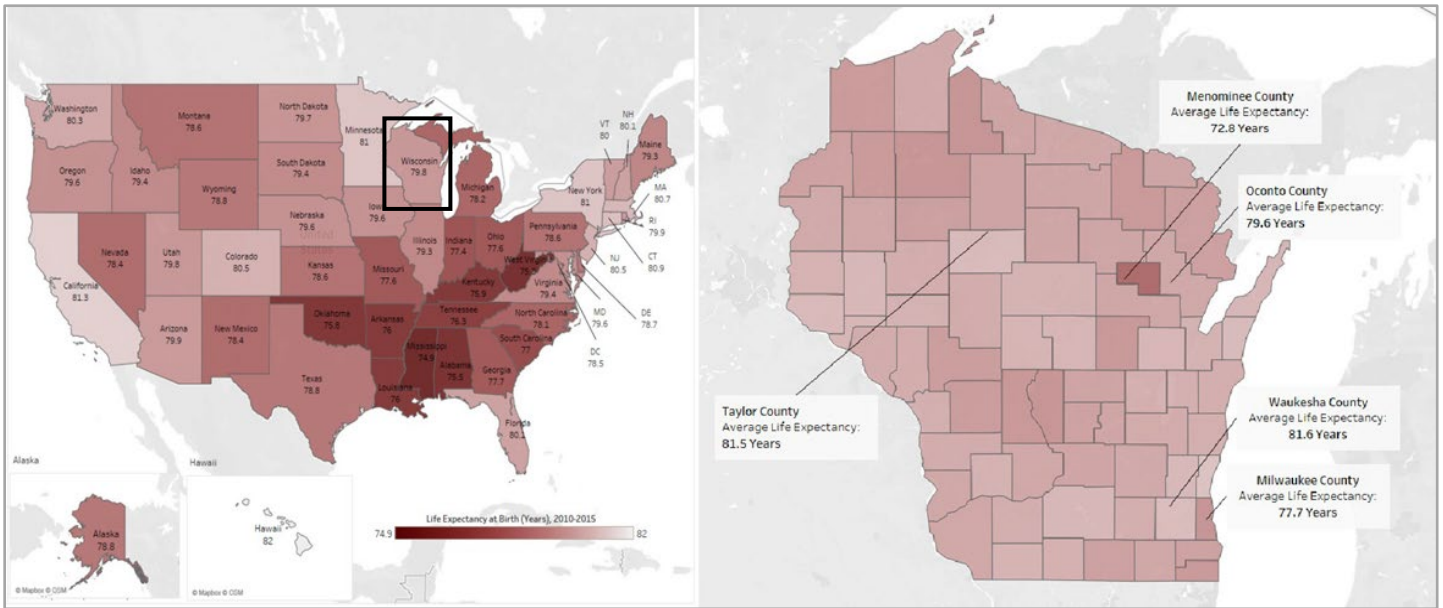 Washington
80.3
Montana
78.6
North Dakota
79.7
Minnesota
81
Wisconsin
79.8
VT
80
NH
80.1
Maine
79.3
Oregon
79.6
Idaho
79.4
South Dakota
79.4
Wyoming
78.8
Michigan
78.2
New York
81
MA
80.7
RI
79.9
Nebraska
79.6
Iowa
79.6
Pennsylvania
78.6
CT
80.9
NJ
80.5
Nevada
78.4
Utah
79.8
Colorado
80.5
United
Kansas
78.6
Missouri
77.6
Illinois
79.3
Indiana
77.4
Ohio
77.6
West Virginia
Virginia
79.4
Kentucky
75.9
MD
79.6
DE
78.7
DC
78.5
California
81.3
Arizona
79.9
New Mexico
78.4
Oklahoma
75.8
Arkansas
76
Tennessee
76.3
North Carolina
78.1
South Carolina
77
Mississippi
74.9
Alabama
75.5
Georgia
77.7
Texas
78.8
Louisiana
76
Florida
80.1
Alaska
Alaska
78.8
© Mapbox © OSM
Hawaii
Hawaii
82
© Mapbox © OSM
Life Expectancy at Birth (Years), 2010-2015
74.9
82
Menominee County
Average Life Expectancy:
72.8 Years
Oconto County
Average Life Expectancy:
79.6 Years
Taylor County
Average Life Expectancy:
81.5 Years
Waukesha County
Average Life Expectancy:
81.6 Years
Milwaukee County
Average Life Expectancy:
77.7 Years